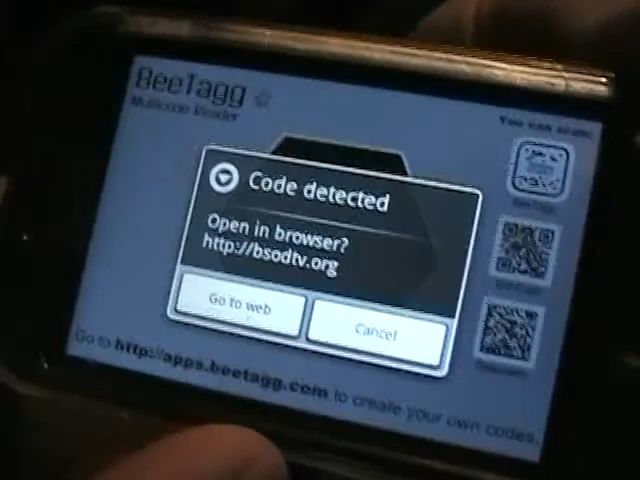 BeeTagg
Multicode Reader
You can scan:
Code detected
Open in browser?
http://bsodtv.org
Go to web
Cancel
Go to http://apps.beetagg.com to create your own codes.